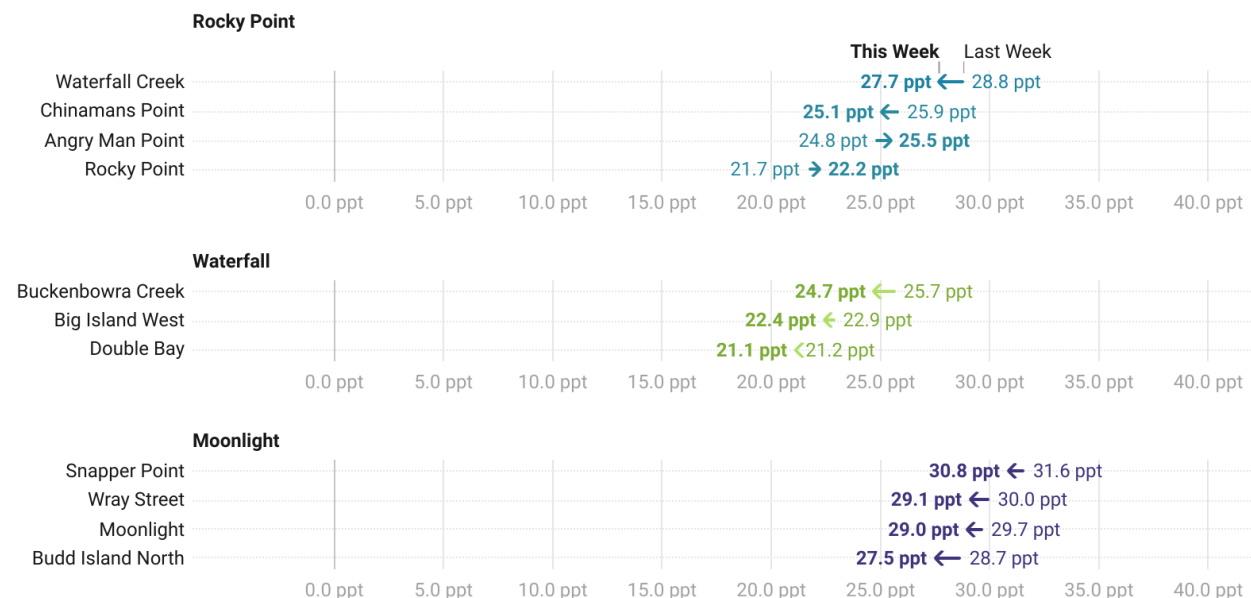 Rocky Point
This Week Last Week
Waterfall Creek 27.7 ppt 28.8 ppt
Chinamans Point 25.1 ppt 25.9 ppt
Angry Man Point 24.8 ppt 25.5 ppt
Rocky Point 21.7 ppt 22.2 ppt
0.0 ppt 5.0 ppt 10.0 ppt 15.0 ppt 20.0 ppt 25.0 ppt 30.0 ppt 35.0 ppt 40.0 ppt
Waterfall
Buckenbowra Creek 24.7 ppt 25.7 ppt
Big Island West 22.4 ppt 22.9 ppt
Double Bay 21.1 ppt 21.2 ppt
0.0 ppt 5.0 ppt 10.0 ppt 15.0 ppt 20.0 ppt 25.0 ppt 30.0 ppt 35.0 ppt 40.0 ppt
Moonlight
Snapper Point 30.8 ppt 31.6 ppt
Wray Street 29.1 ppt 30.0 ppt
Moonlight 29.0 ppt 29.7 ppt
Budd Island North 27.5 ppt 28.7 ppt
0.0 ppt 5.0 ppt 10.0 ppt 15.0 ppt 20.0 ppt 25.0 ppt 30.0 ppt 35.0 ppt 40.0 ppt